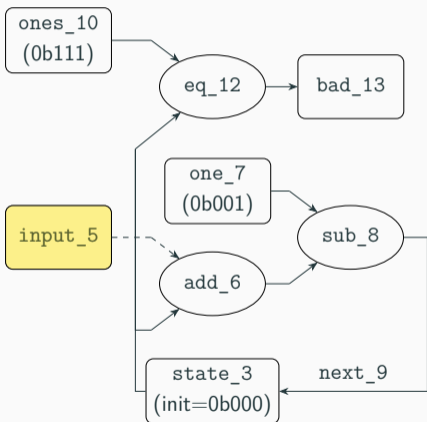 ones_10
(0b111)
eq_12
bad_13
one_7
(0b001)
input_5
sub_8
add_6
state_3
(init=0b000)
next_9